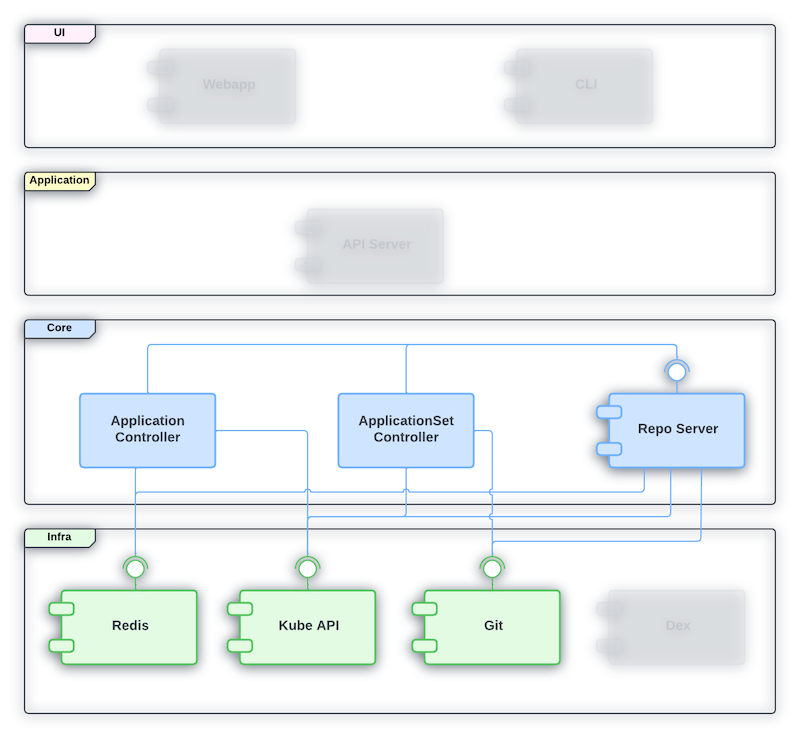 UI
Webapp
CLI
Application
API Server
Core
Application
Controller
ApplicationSet
Controller
Repo Server
Infra
Redis
Kube API
Git
Dex